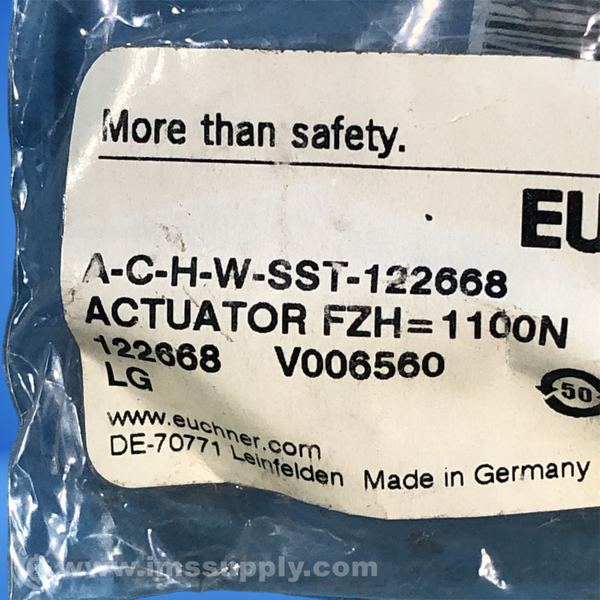 More than safety.
EU
A-C-H-W-SST-122668
ACTUATOR FZH=1100N
122668 V006560
LG
50
www.euchner.com
DE-70771 Leinfelden Made in Germany
© www.imssupply.com